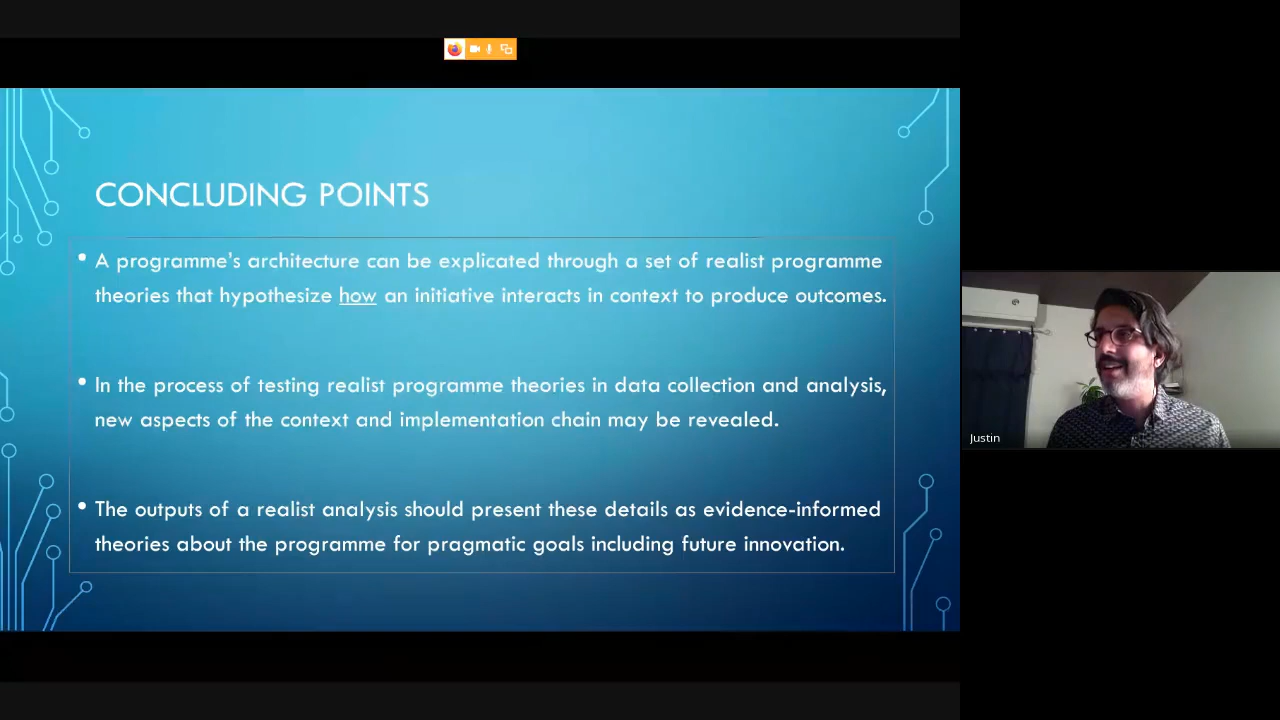 CONCLUDING POINTS
• A programme's architecture can be explicated through a set of realist programme
theories that hypothesize how an initiative interacts in context to produce outcomes.
• In the process of testing realist programme theories in data collection and analysis,
new aspects of the context and implementation chain may be revealed.
• The outputs of a realist analysis should present these details as evidence-informed
theories about the programme for pragmatic goals including future innovation.
Justin